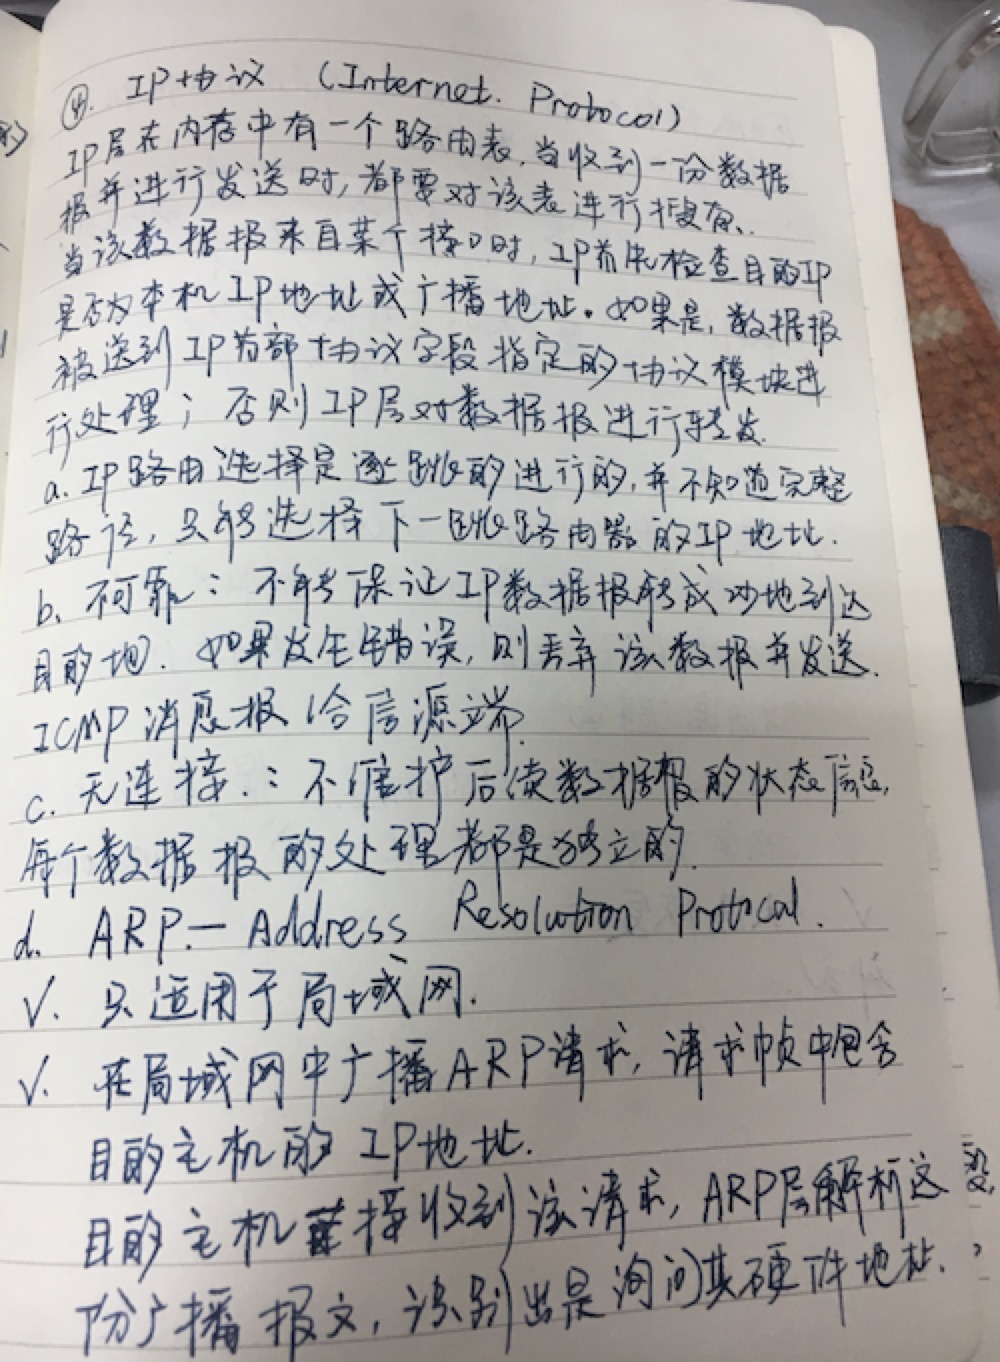 ④. IP协议 (Internet. Protocol)
IP层在内存中有一个路由表,当收到一份数据
报并进行发送时,都要对该表进行搜索.
当该数据报来自某个接口时,IP首先检查目的IP
是否为本机IP地址或广播地址。如果是,数据报
被送到IP首部协议字段指定的协议模块进
行处理;否则IP层对数据报进行转发.
a. IP路由选择是逐跳的进行的,并不知道完整
路径,只能选择下一跳路由器的IP地址.
b. 不可靠:不能保证IP数据报能成功地到达
目的地.如果发生错误,则丢弃该数报并发送.
ICMP消息报给信源端.
c. 无连接.:不维护后续数据报的状态信息,
每个数据报的处理都是独立的.
d. ARP.— Address Resolution Protocal.
√. 只适用于局域网.
√. 在局域网中广播ARP请求,请求帧中包含
目的主机的IP地址.
目的主机接收到该请求,ARP层解析这
份广播报文,识别出是询问其硬件地址.